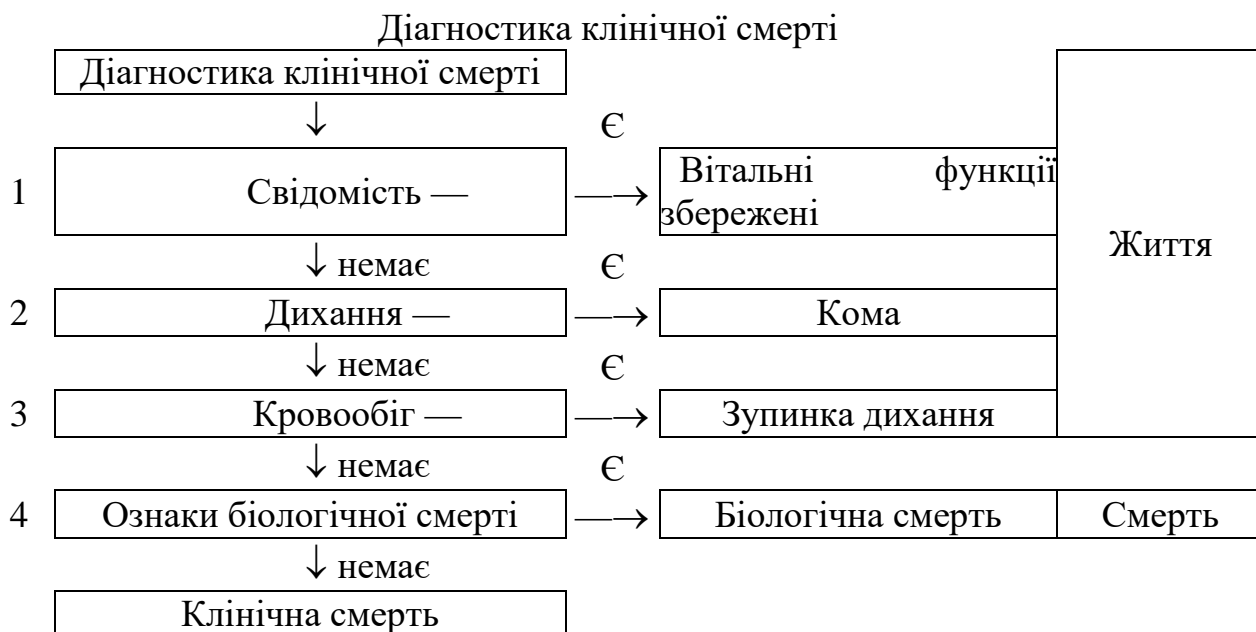 Діагностика клінічної смерті
Діагностика клінічної смерті
↓ Є
1 Свідомість — —→ Вітальні функції
збережені
Життя
↓ немає Є
2 Дихання — —→ Кома
↓ немає Є
3 Кровообіг — —→ Зупинка дихання
↓ немає Є
4 Ознаки біологічної смерті —→ Біологічна смерть Смерть
↓ немає
Клінічна смерть